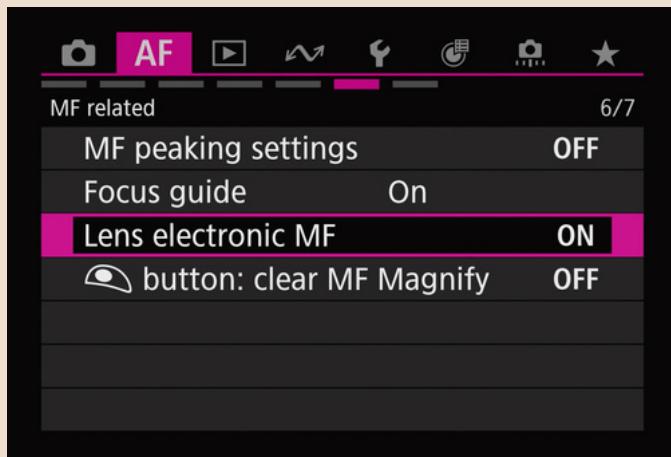 AF
MF related 6/7
MF peaking settings OFF
Focus guide On
Lens electronic MF ON
button: clear MF Magnify OFF